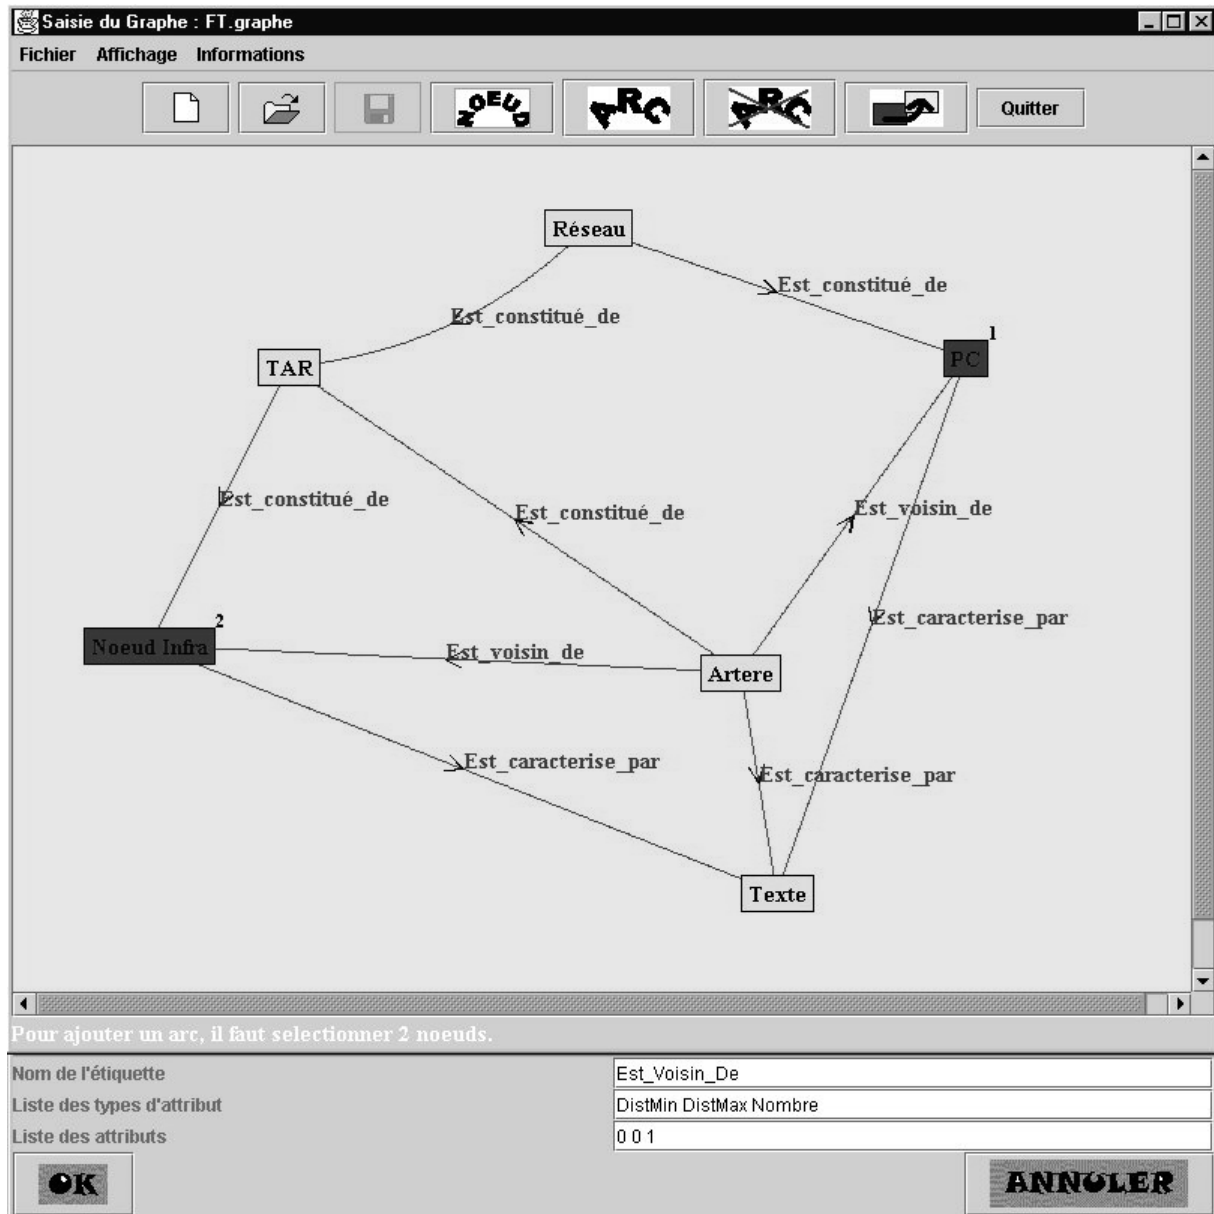 Saisie du Graphe : FT.graphe
Fichier Affichage Informations
NOEUD ARC ARC Quitter
Réseau
Est_constitué_de
Est_constitué_de
1
PC
TAR
Est_constitué_de
Est_constitué_de
Est_voisin_de
Est_caracterise_par
2
Noeud Infra
Est_voisin_de
Artere
Est_caracterise_par
Est_caracterise_par
Texte
Pour ajouter un arc, il faut selectionner 2 noeuds.
Nom de l'étiquette Est_Voisin_De
Liste des types d'attribut DistMin DistMax Nombre
Liste des attributs 0 0 1
OK ANNULER